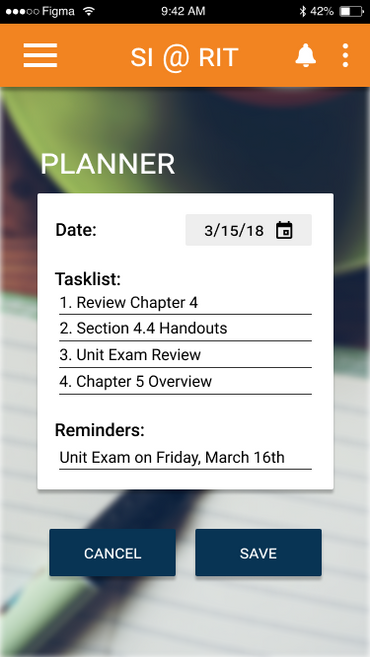 Figma 9:42 AM 42%
SI @ RIT
PLANNER
Date: 3/15/18
Tasklist:
1. Review Chapter 4
2. Section 4.4 Handouts
3. Unit Exam Review
4. Chapter 5 Overview
Reminders:
Unit Exam on Friday, March 16th
CANCEL SAVE